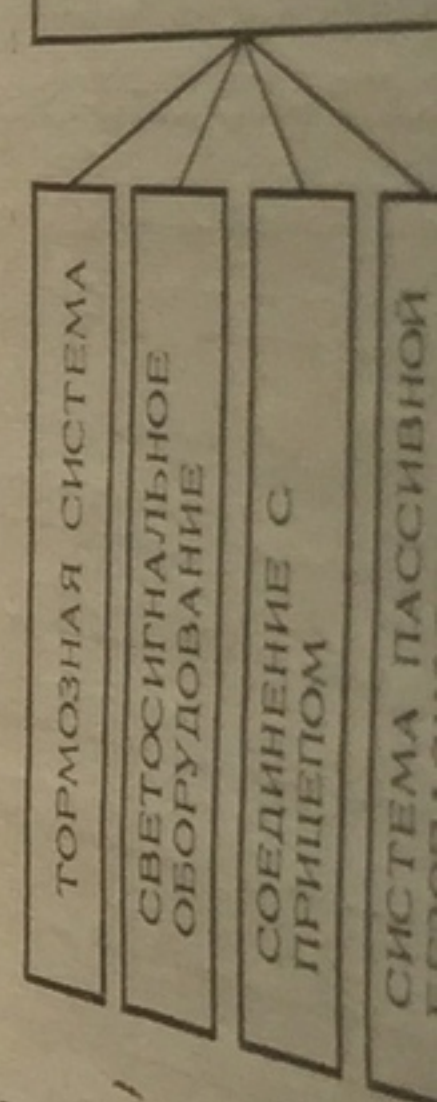 ТОРМОЗНАЯ СИСТЕМА
СВЕТОСИГНАЛЬНОЕ
ОБОРУДОВАНИЕ
СОЕДИНЕНИЕ С
ПРИЦЕПОМ
СИСТЕМА ПАССИВНОЙ